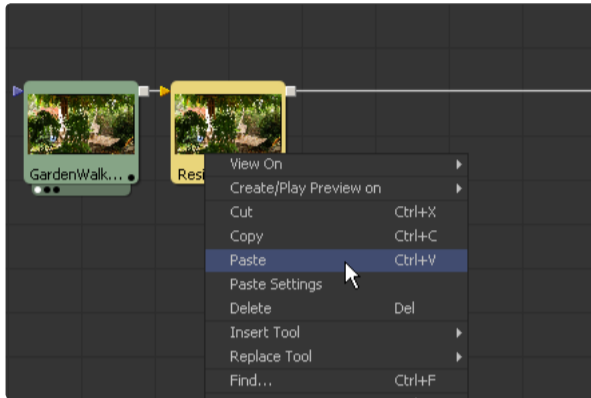 GardenWalk...
Resi
View On
Create/Play Preview on
Cut Ctrl+X
Copy Ctrl+C
Paste Ctrl+V
Paste Settings
Delete Del
Insert Tool
Replace Tool
Find... Ctrl+F